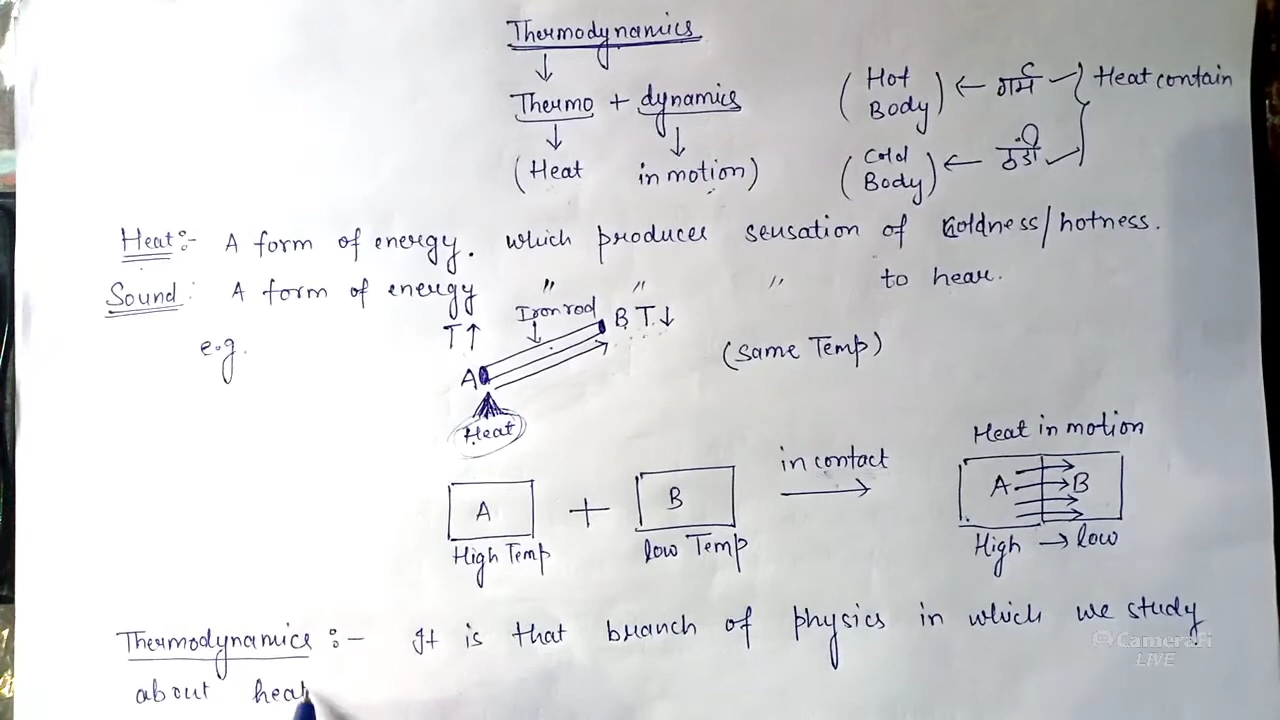 Thermodynamics
↓
Thermo + dynamics
↓ ↓
(Heat in motion)
(Hot Body) ← गर्म
(Cold Body) ← ठंडी
Heat contain
Heat:- A form of energy. which produces sensation of coldness/hotness.
Sound: A form of energy " " " to hear.
e.g.
T↑
Iron rod
B T↓
A
Heat
(Same Temp)
A + B
High Temp
low Temp
in contact
→
Heat in motion
A → B
High → low
Thermodynamics :- It is that branch of physics in which we study
about heat
CameraFi
LIVE